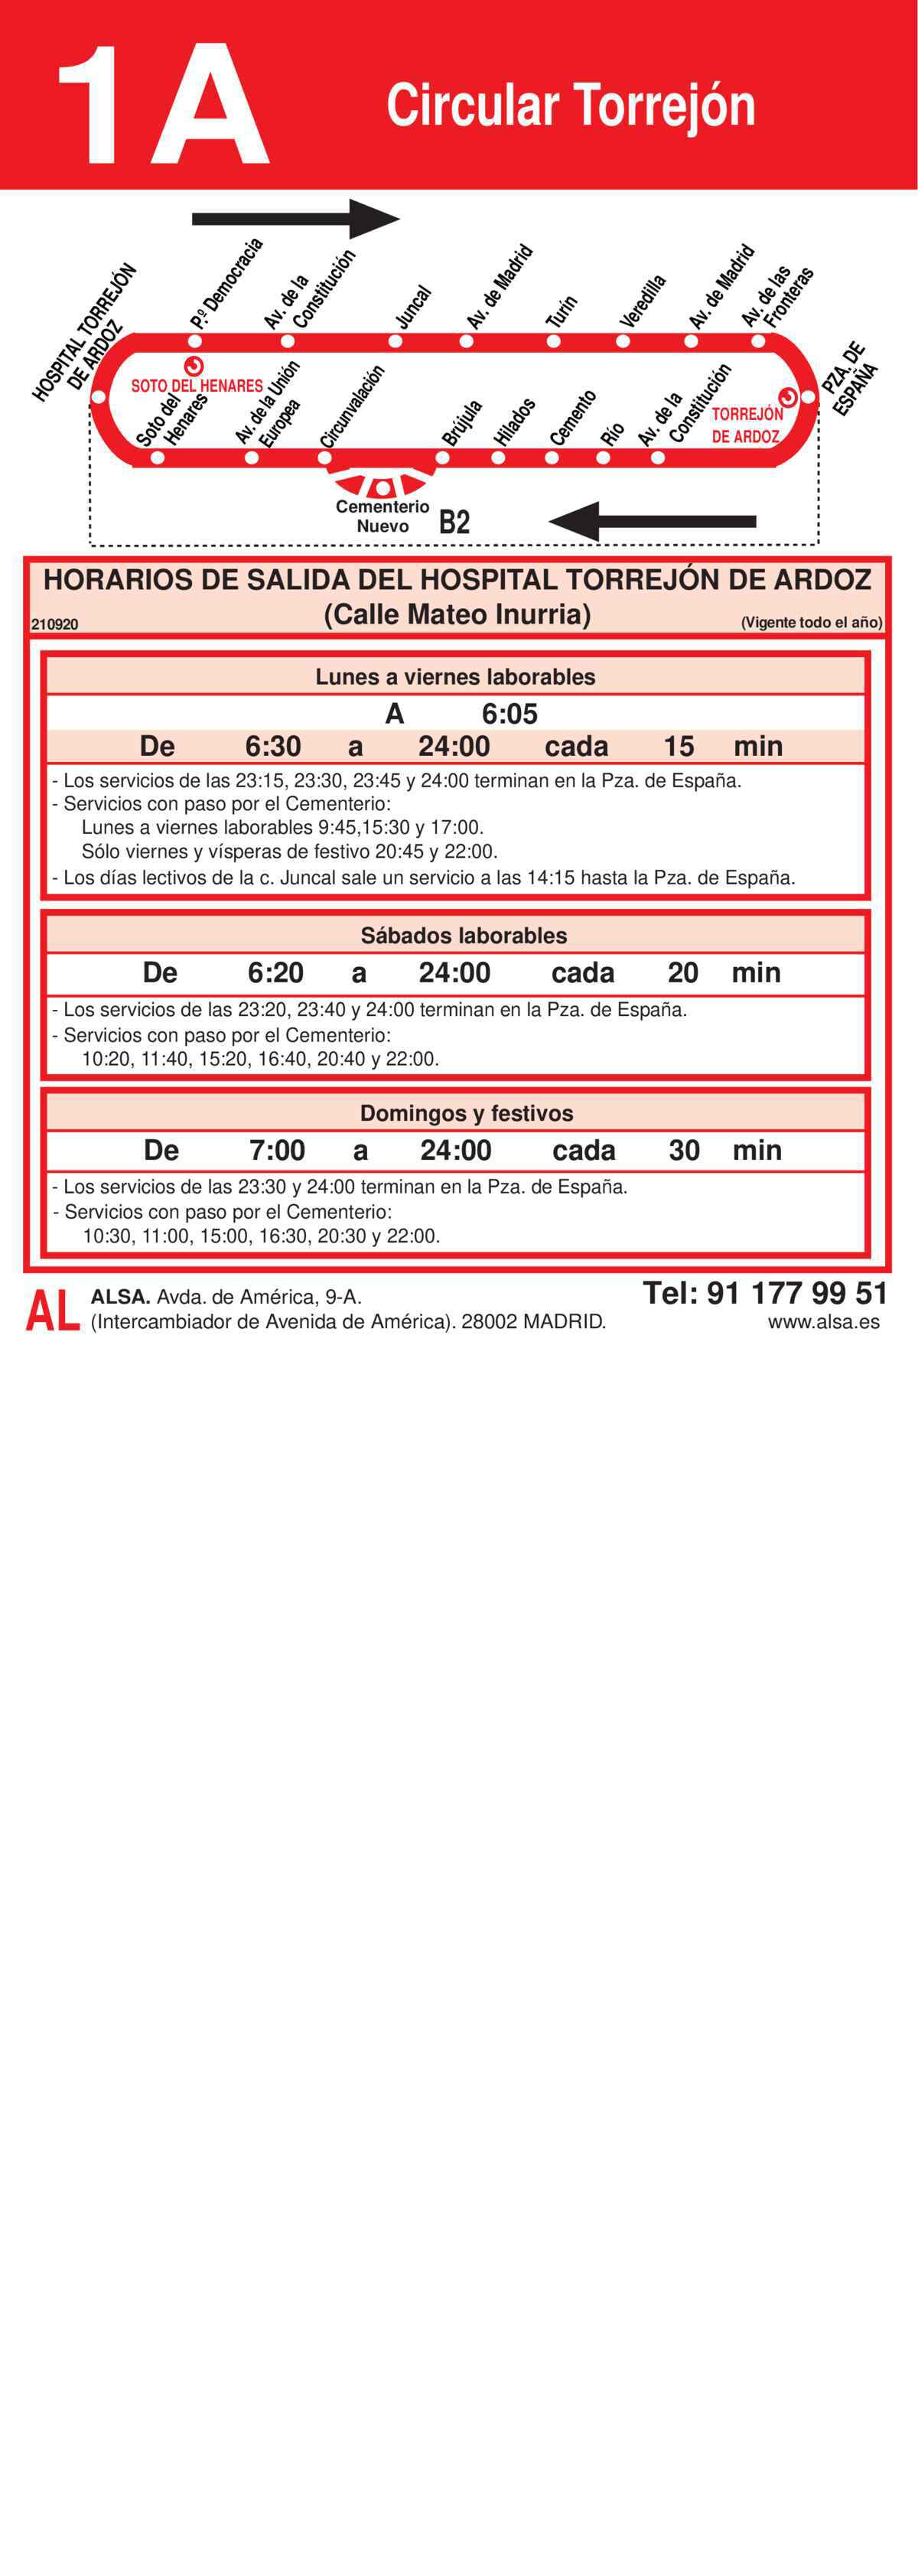 1A
Circular Torrejón
HOSPITAL TORREJÓN
DE ARDOZ
Pº. Democracia
Av. de la
Constitución
Juncal
Av. de Madrid
Turín
Veredilla
Av. de Madrid
Av. de las
Fronteras
PZA. DE
ESPAÑA
SOTO DEL HENARES
Soto del
Henares
Av. de la Unión
Europea
Circunvalación
Brújula
Hilados
Cemento
Río
Av. de la
Constitución
TORREJÓN
DE ARDOZ
Cementerio
Nuevo
B2
HORARIOS DE SALIDA DEL HOSPITAL TORREJÓN DE ARDOZ
(Calle Mateo Inurria)
210920
(Vigente todo el año)
Lunes a viernes laborables
A 6:05
De 6:30 a 24:00 cada 15 min
- Los servicios de las 23:15, 23:30, 23:45 y 24:00 terminan en la Pza. de España.
- Servicios con paso por el Cementerio:
Lunes a viernes laborables 9:45,15:30 y 17:00.
Sólo viernes y vísperas de festivo 20:45 y 22:00.
- Los días lectivos de la c. Juncal sale un servicio a las 14:15 hasta la Pza. de España.
Sábados laborables
De 6:20 a 24:00 cada 20 min
- Los servicios de las 23:20, 23:40 y 24:00 terminan en la Pza. de España.
- Servicios con paso por el Cementerio:
10:20, 11:40, 15:20, 16:40, 20:40 y 22:00.
Domingos y festivos
De 7:00 a 24:00 cada 30 min
- Los servicios de las 23:30 y 24:00 terminan en la Pza. de España.
- Servicios con paso por el Cementerio:
10:30, 11:00, 15:00, 16:30, 20:30 y 22:00.
AL
ALSA. Avda. de América, 9-A.
(Intercambiador de Avenida de América). 28002 MADRID.
Tel: 91 177 99 51
www.alsa.es